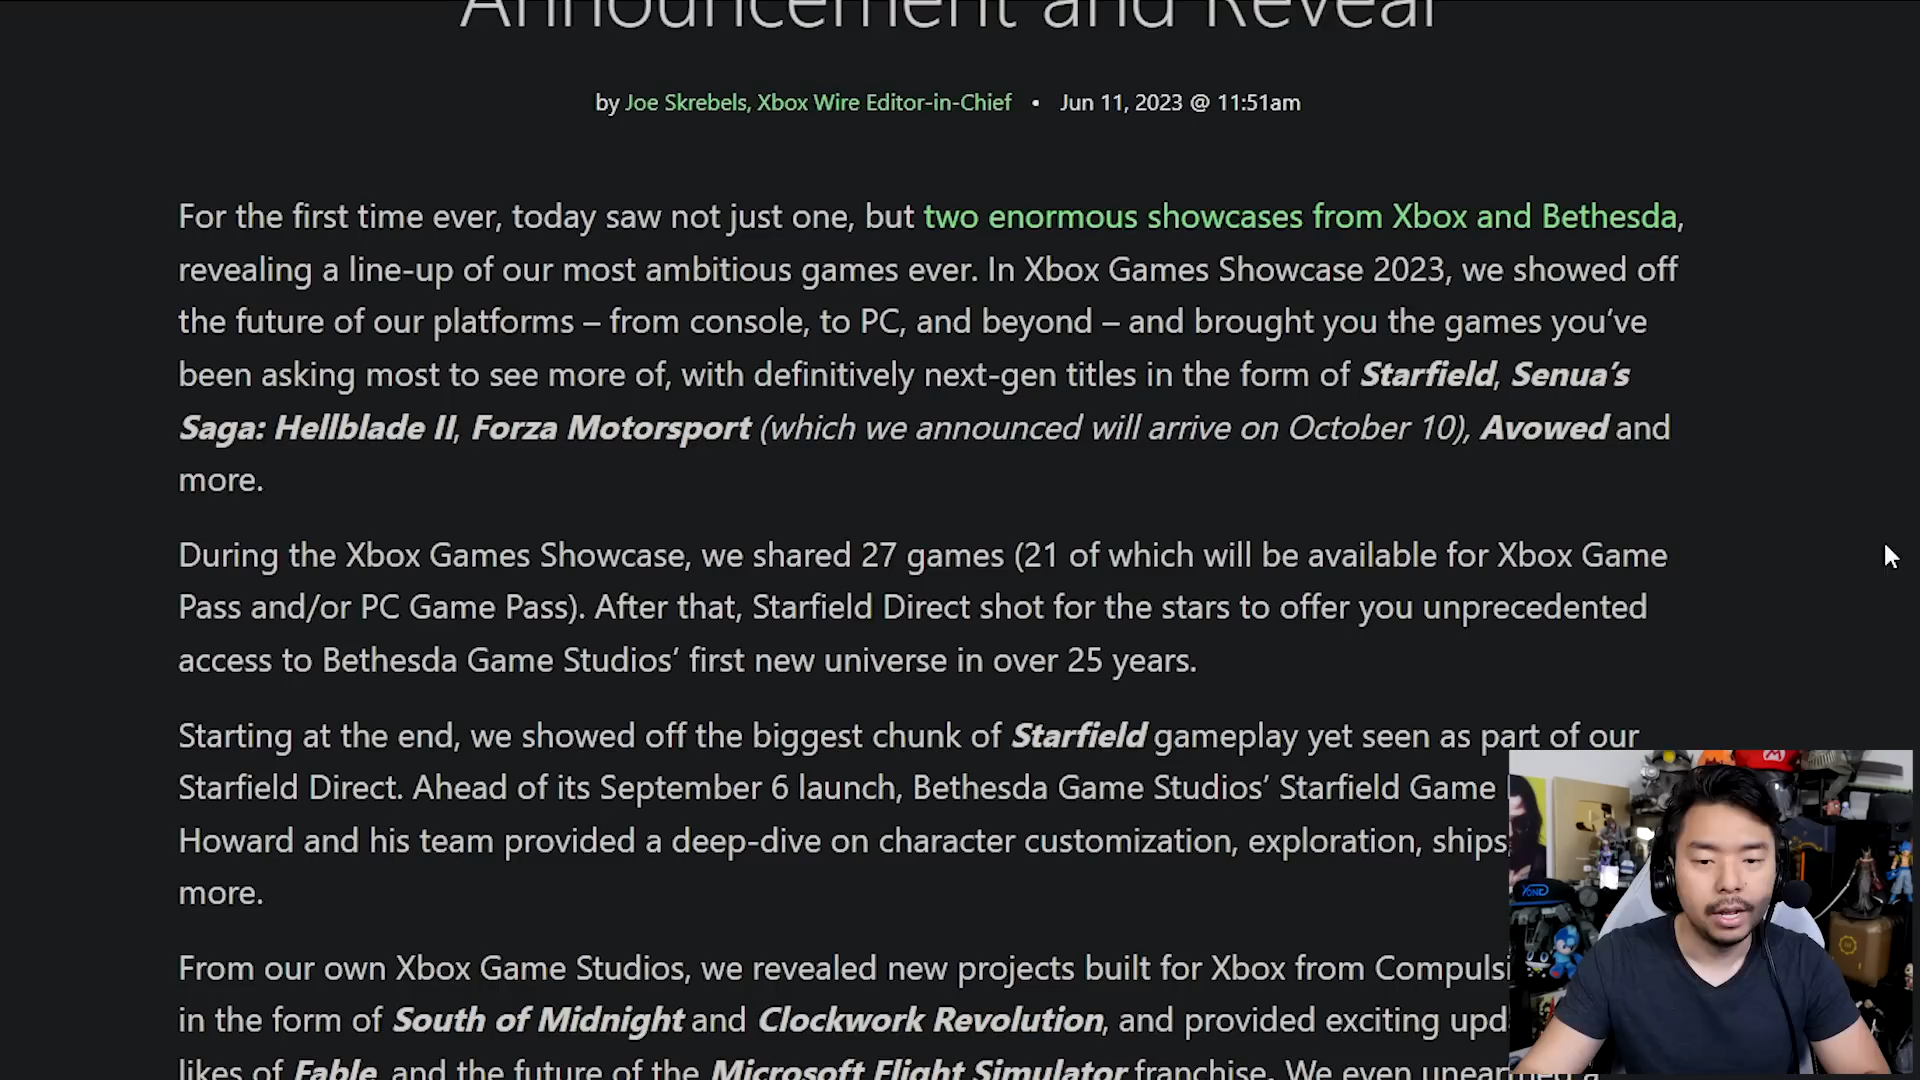 Announcement and Reveal
by Joe Skrebels, Xbox Wire Editor-in-Chief • Jun 11, 2023 @ 11:51am
For the first time ever, today saw not just one, but two enormous showcases from Xbox and Bethesda,
revealing a line-up of our most ambitious games ever. In Xbox Games Showcase 2023, we showed off
the future of our platforms – from console, to PC, and beyond – and brought you the games you’ve
been asking most to see more of, with definitively next-gen titles in the form of Starfield, Senua’s
Saga: Hellblade II, Forza Motorsport (which we announced will arrive on October 10), Avowed and
more.
During the Xbox Games Showcase, we shared 27 games (21 of which will be available for Xbox Game
Pass and/or PC Game Pass). After that, Starfield Direct shot for the stars to offer you unprecedented
access to Bethesda Game Studios’ first new universe in over 25 years.
Starting at the end, we showed off the biggest chunk of Starfield gameplay yet seen as part of our
Starfield Direct. Ahead of its September 6 launch, Bethesda Game Studios’ Starfield Game
Howard and his team provided a deep-dive on character customization, exploration, ships
more.
From our own Xbox Game Studios, we revealed new projects built for Xbox from
in the form of South of Midnight and Clockwork Revolution, and provided exciting
likes of Fable, and the future of the Microsoft Flight Simulator franchise. We even